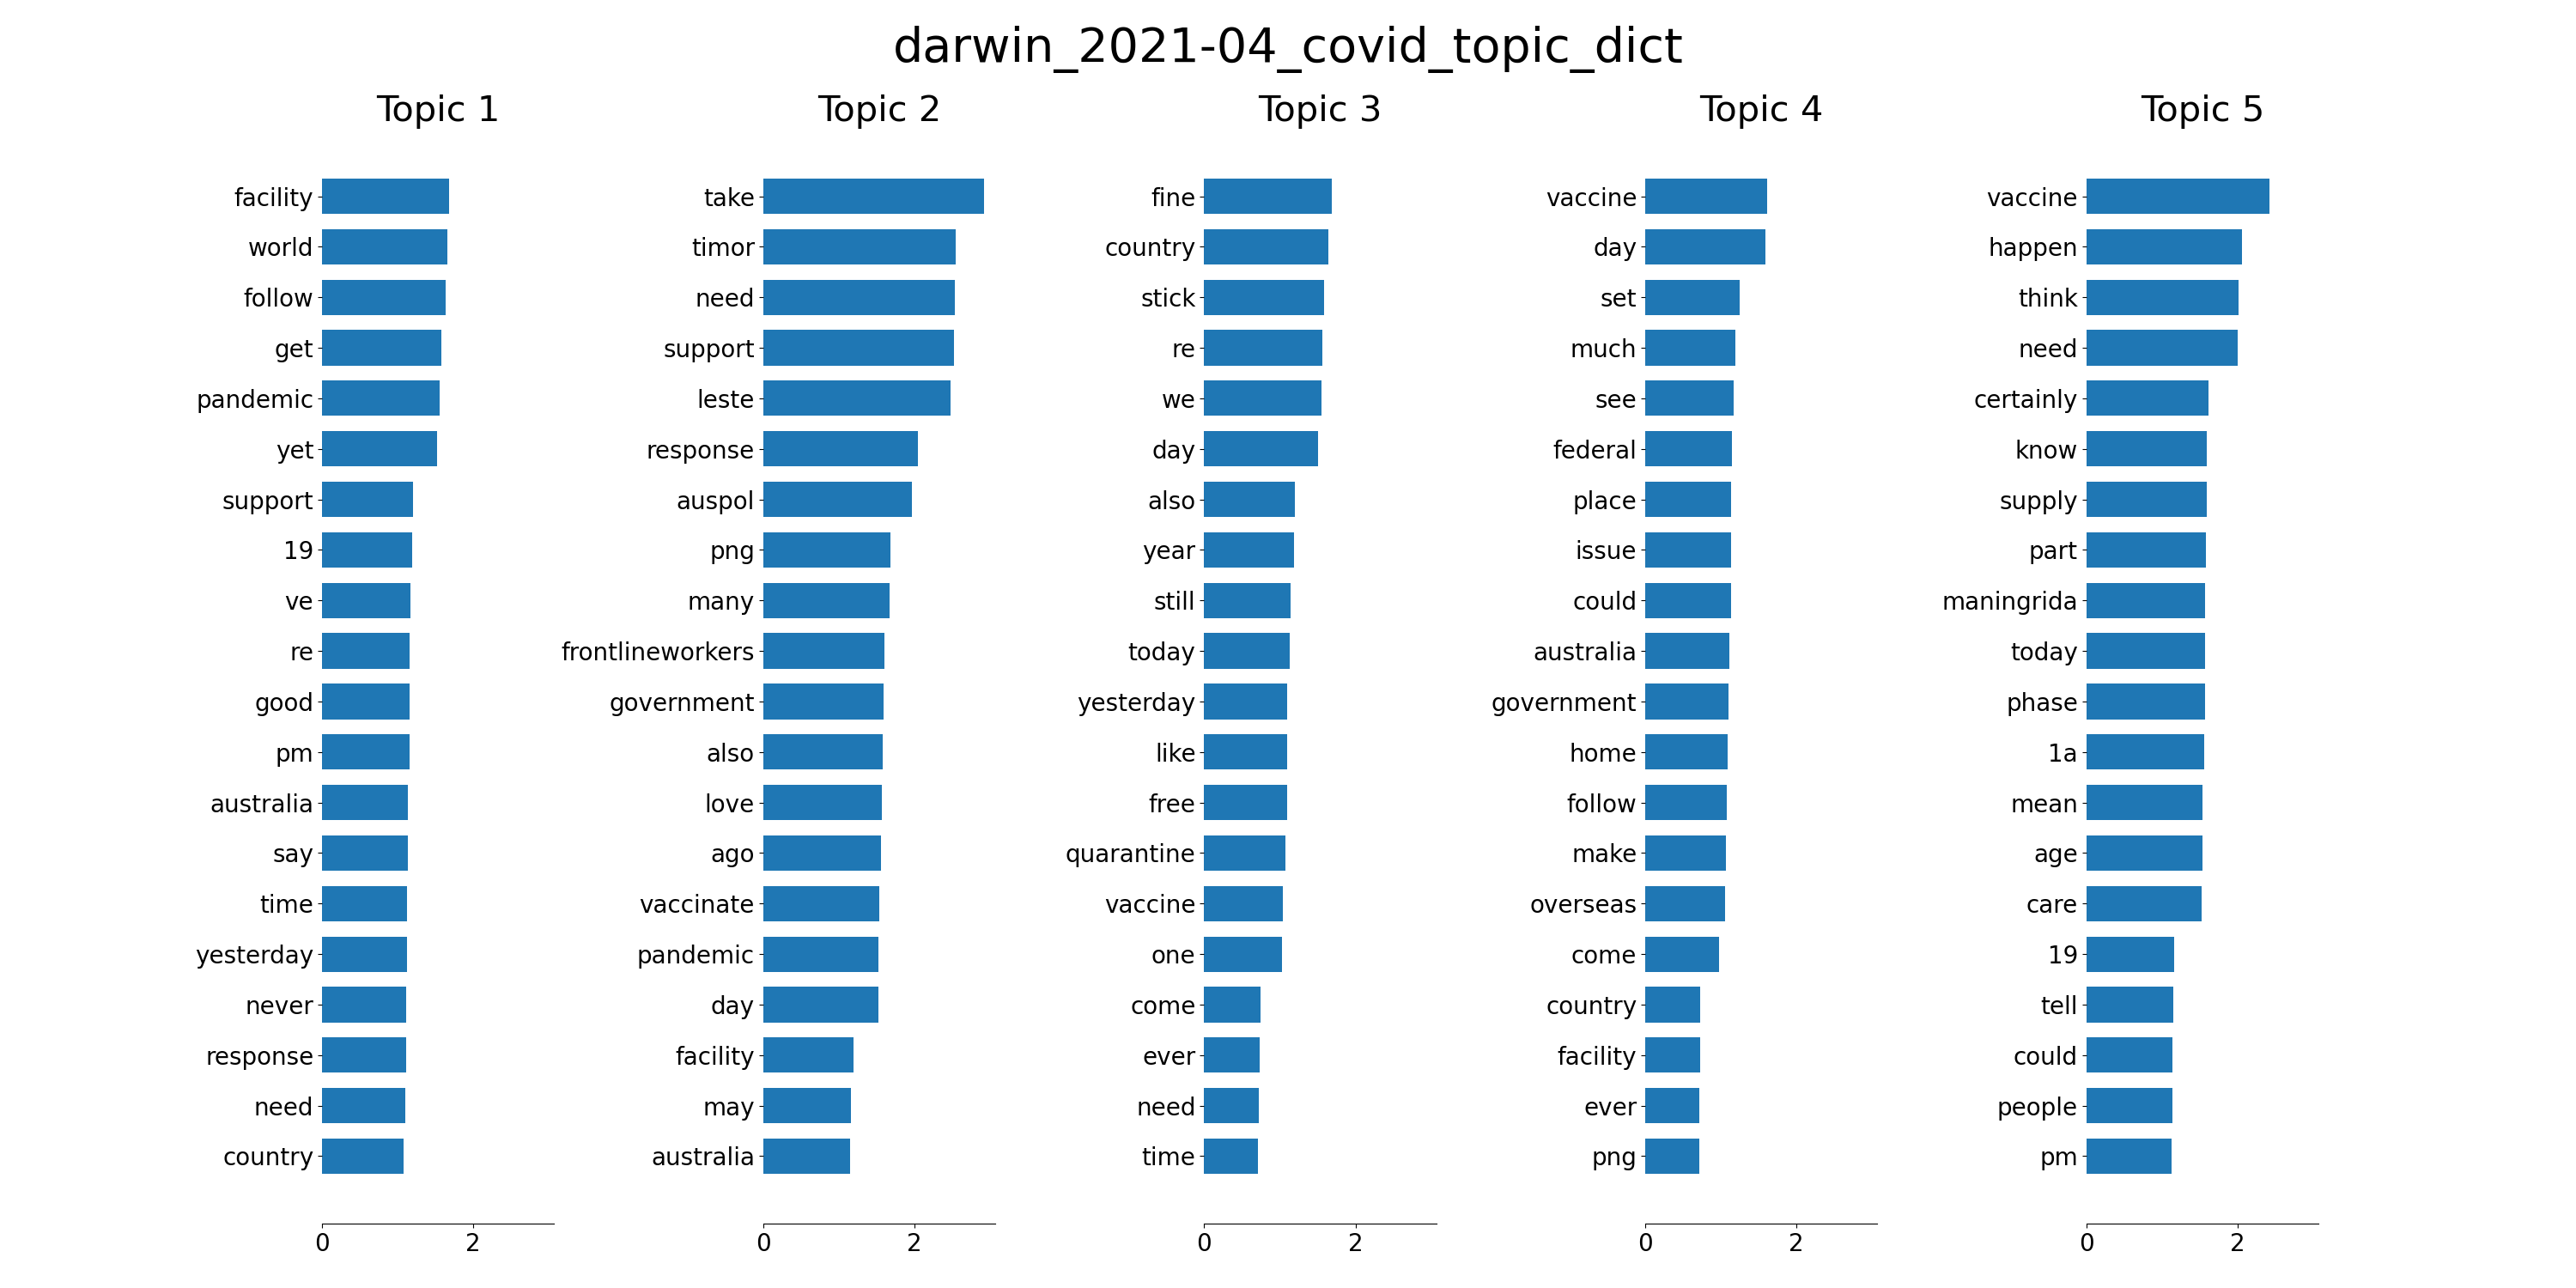 darwin_2021-04_covid_topic_dict
Topic 1
facility
world
follow
get
pandemic
yet
support
19
ve
re
good
pm
australia
say
time
yesterday
never
response
need
country
0 2
Topic 2
take
timor
need
support
leste
response
auspol
png
many
frontlineworkers
government
also
love
ago
vaccinate
pandemic
day
facility
may
australia
0 2
Topic 3
fine
country
stick
re
we
day
also
year
still
today
yesterday
like
free
quarantine
vaccine
one
come
ever
need
time
0 2
Topic 4
vaccine
day
set
much
see
federal
place
issue
could
australia
government
home
follow
make
overseas
come
country
facility
ever
png
0 2
Topic 5
vaccine
happen
think
need
certainly
know
supply
part
maningrida
today
phase
1a
mean
age
care
19
tell
could
people
pm
0 2